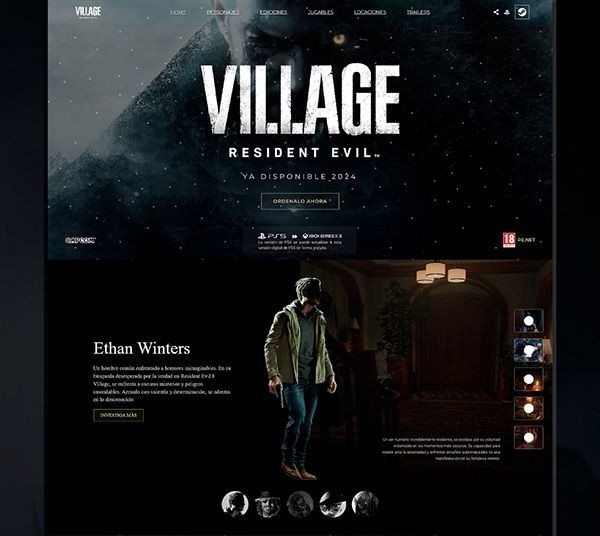 VILLAGE
HOME PERSONAJES EDICIONES JUGABLES LOCACIONES TRAILERS
VILLAGE
RESIDENT EVIL™
YA DISPONIBLE 2024
ORDENALO AHORA
PS5 XBOX SERIES X|S
La versión de PS4 se puede actualizar la esta
versión digital de PS5 de forma gratuita.
CAPCOM
18 RE.NET
Ethan Winters
Un hombre común enfrentado a horrores inimaginables. En su
búsqueda desesperada por la verdad en Resident Evil 8
Village, se enfrenta a oscuros misterios y peligros
insondables. Armado con valentía y determinación, se adentra
en lo desconocido.
INVESTIGA MÁS
Un ser humano increíblemente resiliente, se destaca por su voluntad
indomable en los momentos más oscuros. Su capacidad para
resistir ante la adversidad y enfrentar desafíos sobrenaturales es una
manifestación de su fortaleza interior.